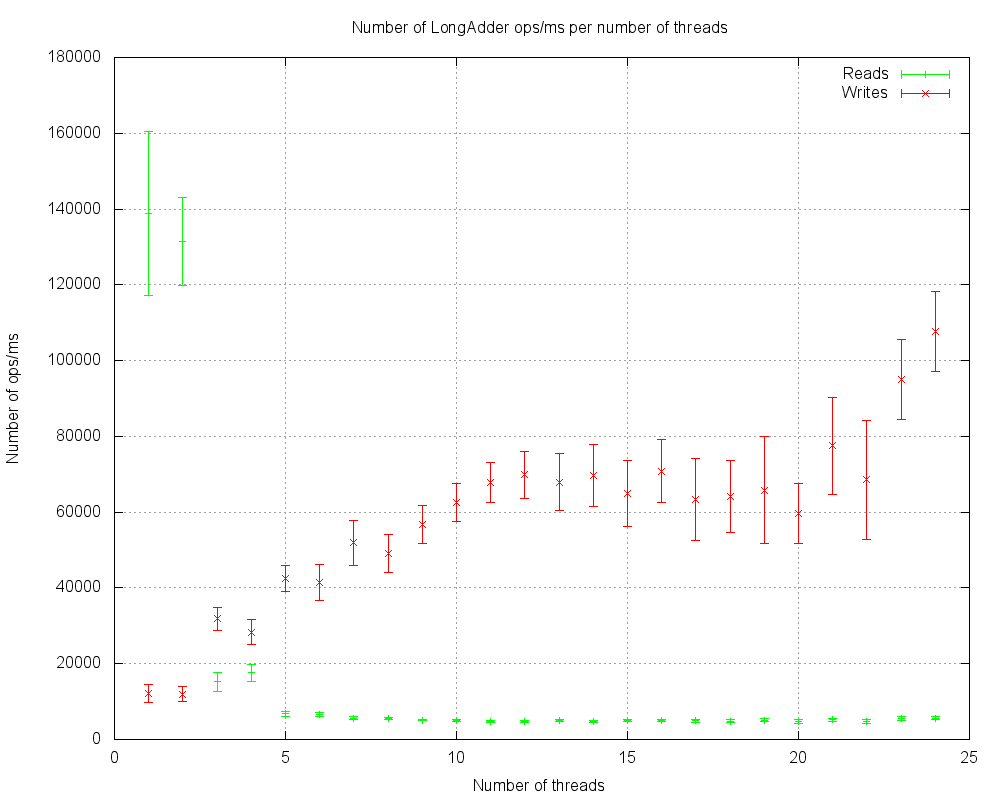 Number of LongAdder ops/ms per number of threads
180000
160000
140000
120000
100000
80000
60000
40000
20000
0
Number of ops/ms
Reads
Writes
0 5 10 15 20 25
Number of threads